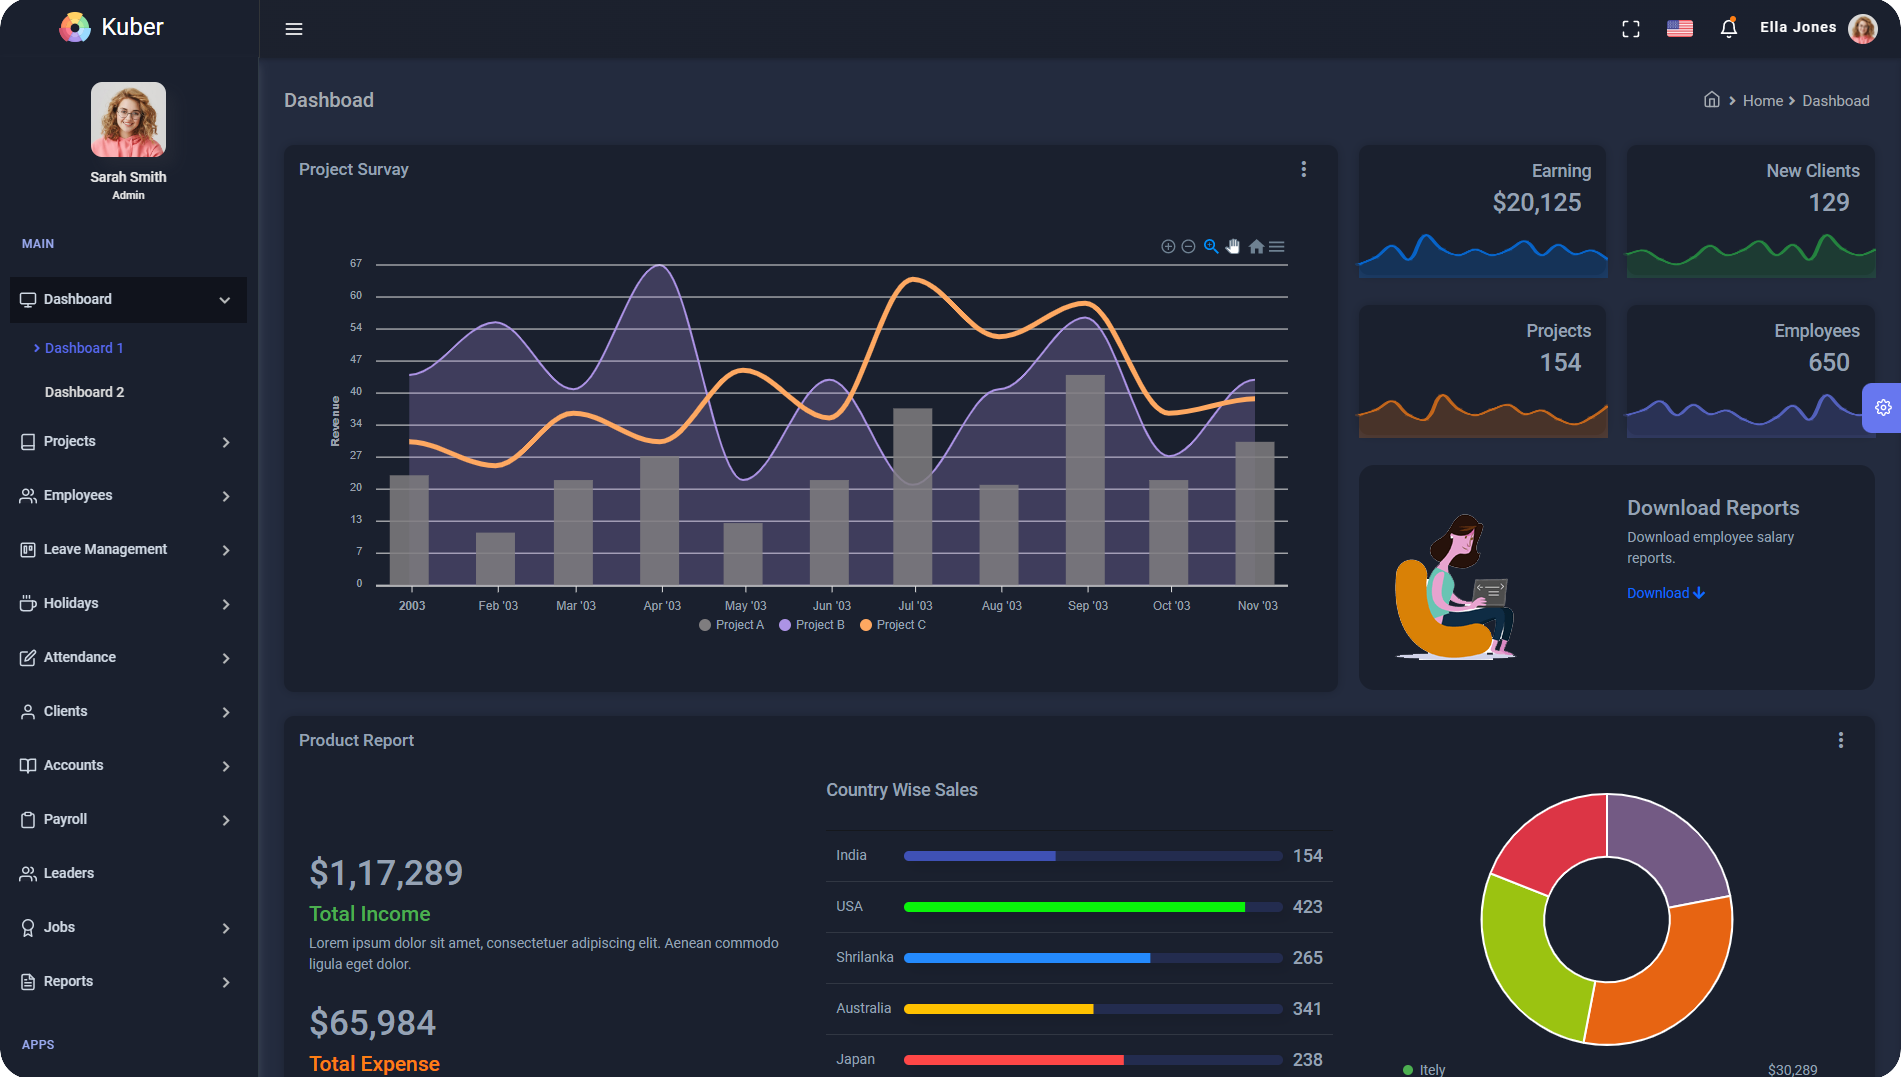 Kuber
Ella Jones
Sarah Smith
Admin
MAIN
Dashboard
Dashboard 1
Dashboard 2
Projects
Employees
Leave Management
Holidays
Attendance
Clients
Accounts
Payroll
Leaders
Jobs
Reports
APPS
Dashboad
Home
Dashboad
Project Survay
67
60
54
47
40
34
27
20
13
7
0
Revenue
2003 Feb '03 Mar '03 Apr '03 May '03 Jun '03 Jul '03 Aug '03 Sep '03 Oct '03 Nov '03
Project A Project B Project C
Earning
$20,125
New Clients
129
Projects
154
Employees
650
Download Reports
Download employee salary
reports.
Download
Product Report
$1,17,289
Total Income
Lorem ipsum dolor sit amet, consectetuer adipiscing elit. Aenean commodo
ligula eget dolor.
$65,984
Total Expense
Country Wise Sales
India 154
USA 423
Shrilanka 265
Australia 341
Japan 238
Itely $30,289